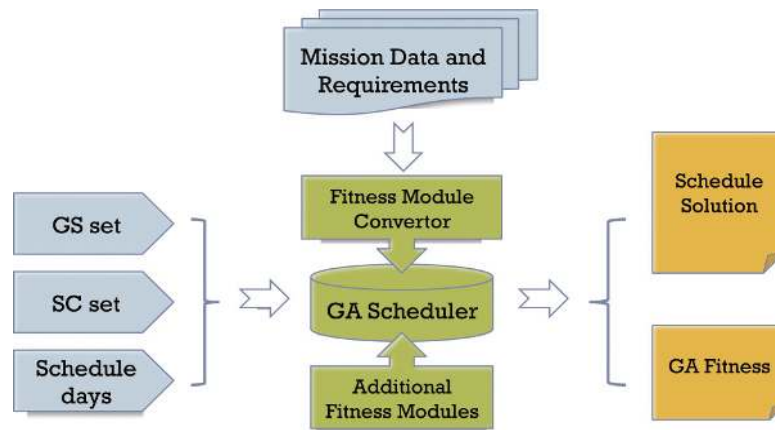 Mission Data and
Requirements
GS set
SC set
Schedule
days
Fitness Module
Convertor
GA Scheduler
Additional
Fitness Modules
Schedule
Solution
GA Fitness